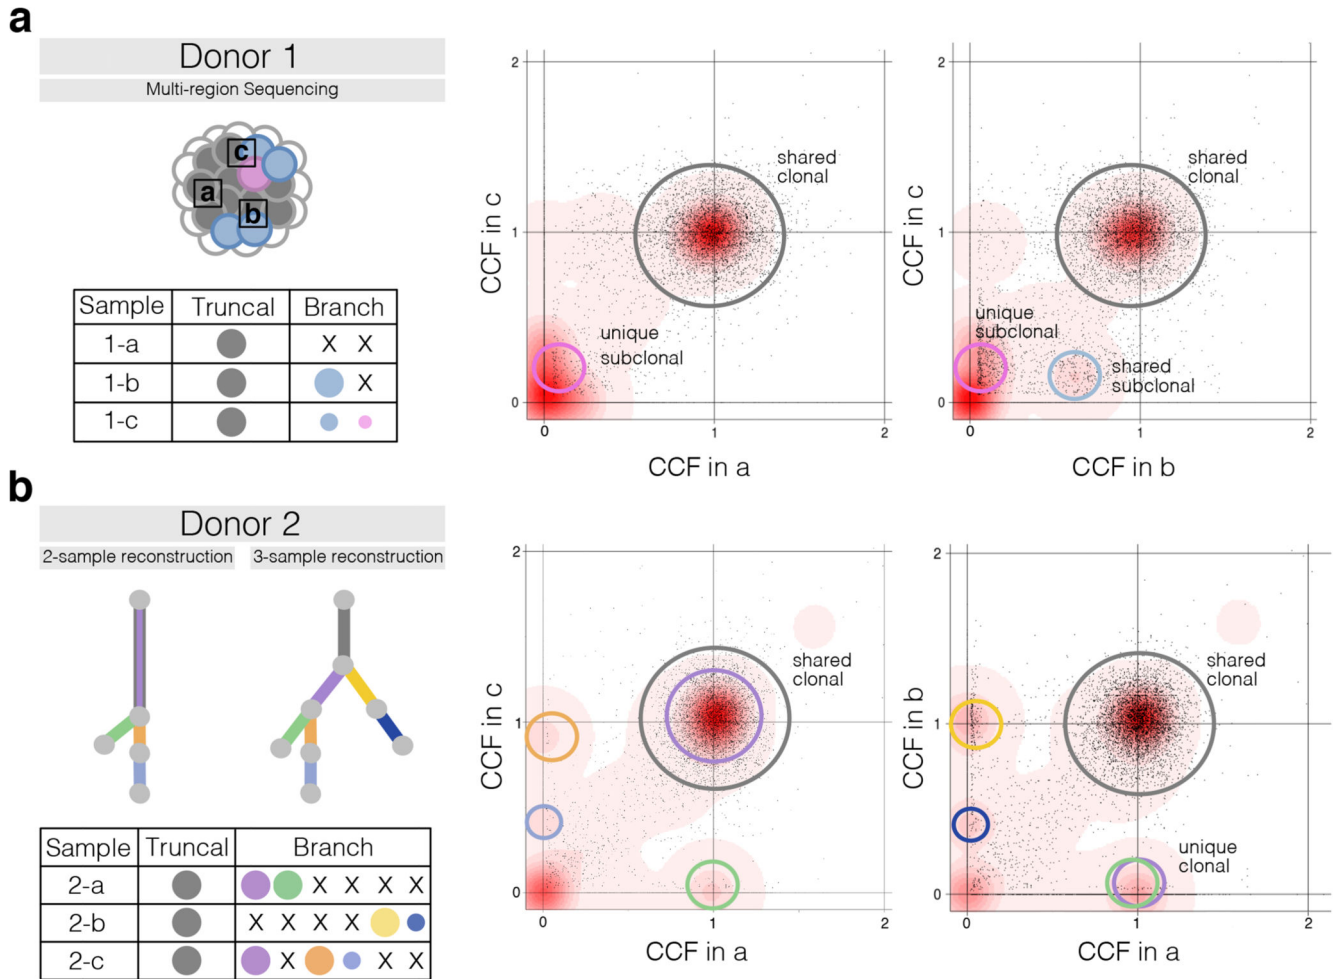 a
Donor 1
Multi-region Sequencing
c
a
b
Sample Truncal Branch
1-a X X
1-b X
1-c
2
1
0
0 1 2
CCF in c
CCF in a
shared
clonal
unique
subclonal
2
1
0
0 1 2
CCF in c
CCF in b
shared
clonal
unique
subclonal
shared
subclonal
b
Donor 2
2-sample reconstruction 3-sample reconstruction
Sample Truncal Branch
2-a X X X X
2-b X X X X
2-c X X X
2
1
0
0 1 2
CCF in c
CCF in a
shared
clonal
2
1
0
0 1 2
CCF in b
CCF in a
shared
clonal
unique
clonal